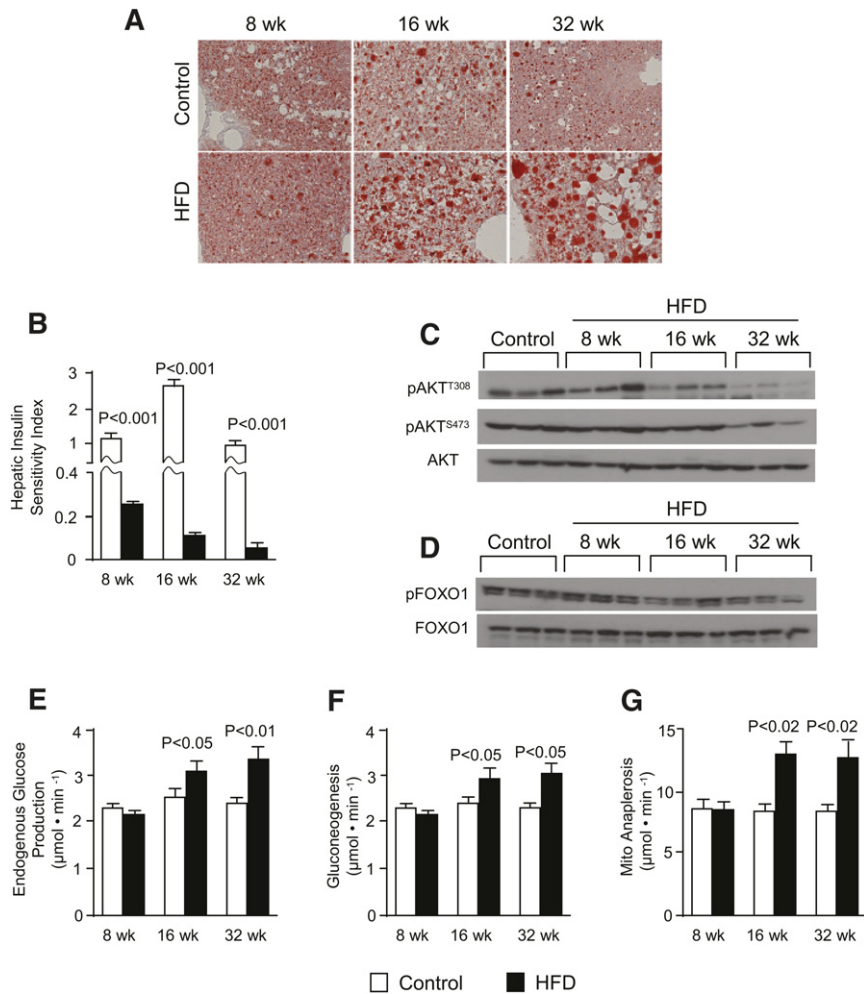 A
8 wk 16 wk 32 wk
Control
HFD
B
Hepatic Insulin
Sensitivity Index
3
2
1
0.4
0.2
0
P<0.001
P<0.001
P<0.001
8 wk 16 wk 32 wk
C
HFD
Control 8 wk 16 wk 32 wk
pAKTT308
pAKTS473
AKT
D
HFD
Control 8 wk 16 wk 32 wk
pFOXO1
FOXO1
E
Endogenous Glucose
Production
(µmol • min -1)
4
3
2
1
0
P<0.05
P<0.01
8 wk 16 wk 32 wk
F
Gluconeogenesis
(µmol • min -1)
4
3
2
1
0
P<0.05
P<0.05
8 wk 16 wk 32 wk
G
Mito Anaplerosis
(µmol • min -1)
15
10
5
0
P<0.02
P<0.02
8 wk 16 wk 32 wk
Control HFD